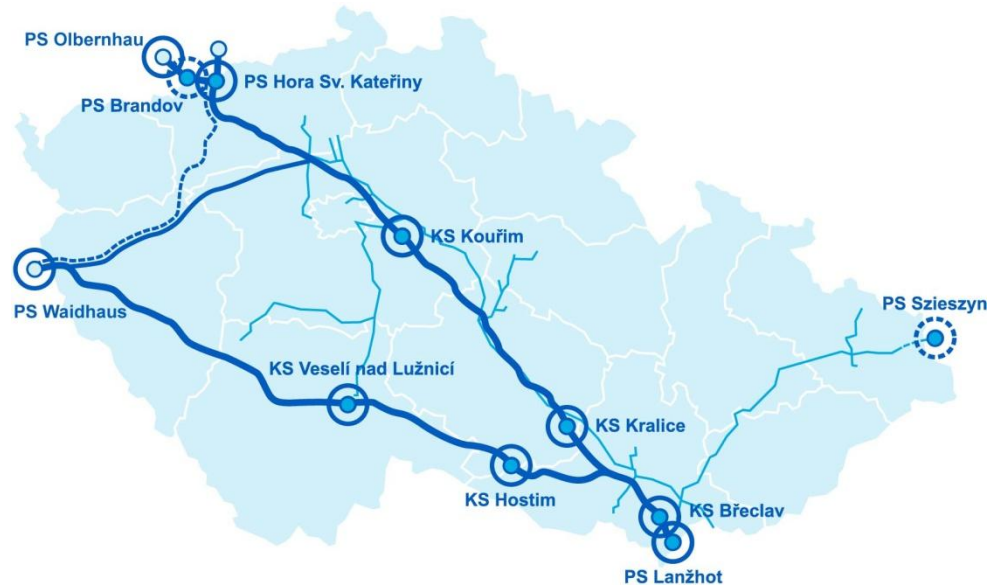 PS Olbernhau
PS Hora Sv. Kateřiny
PS Brandov
KS Kouřim
PS Waidhaus
PS Szieszyn
KS Veselí nad Lužnicí
KS Kralice
KS Hostim
KS Břeclav
PS Lanžhot